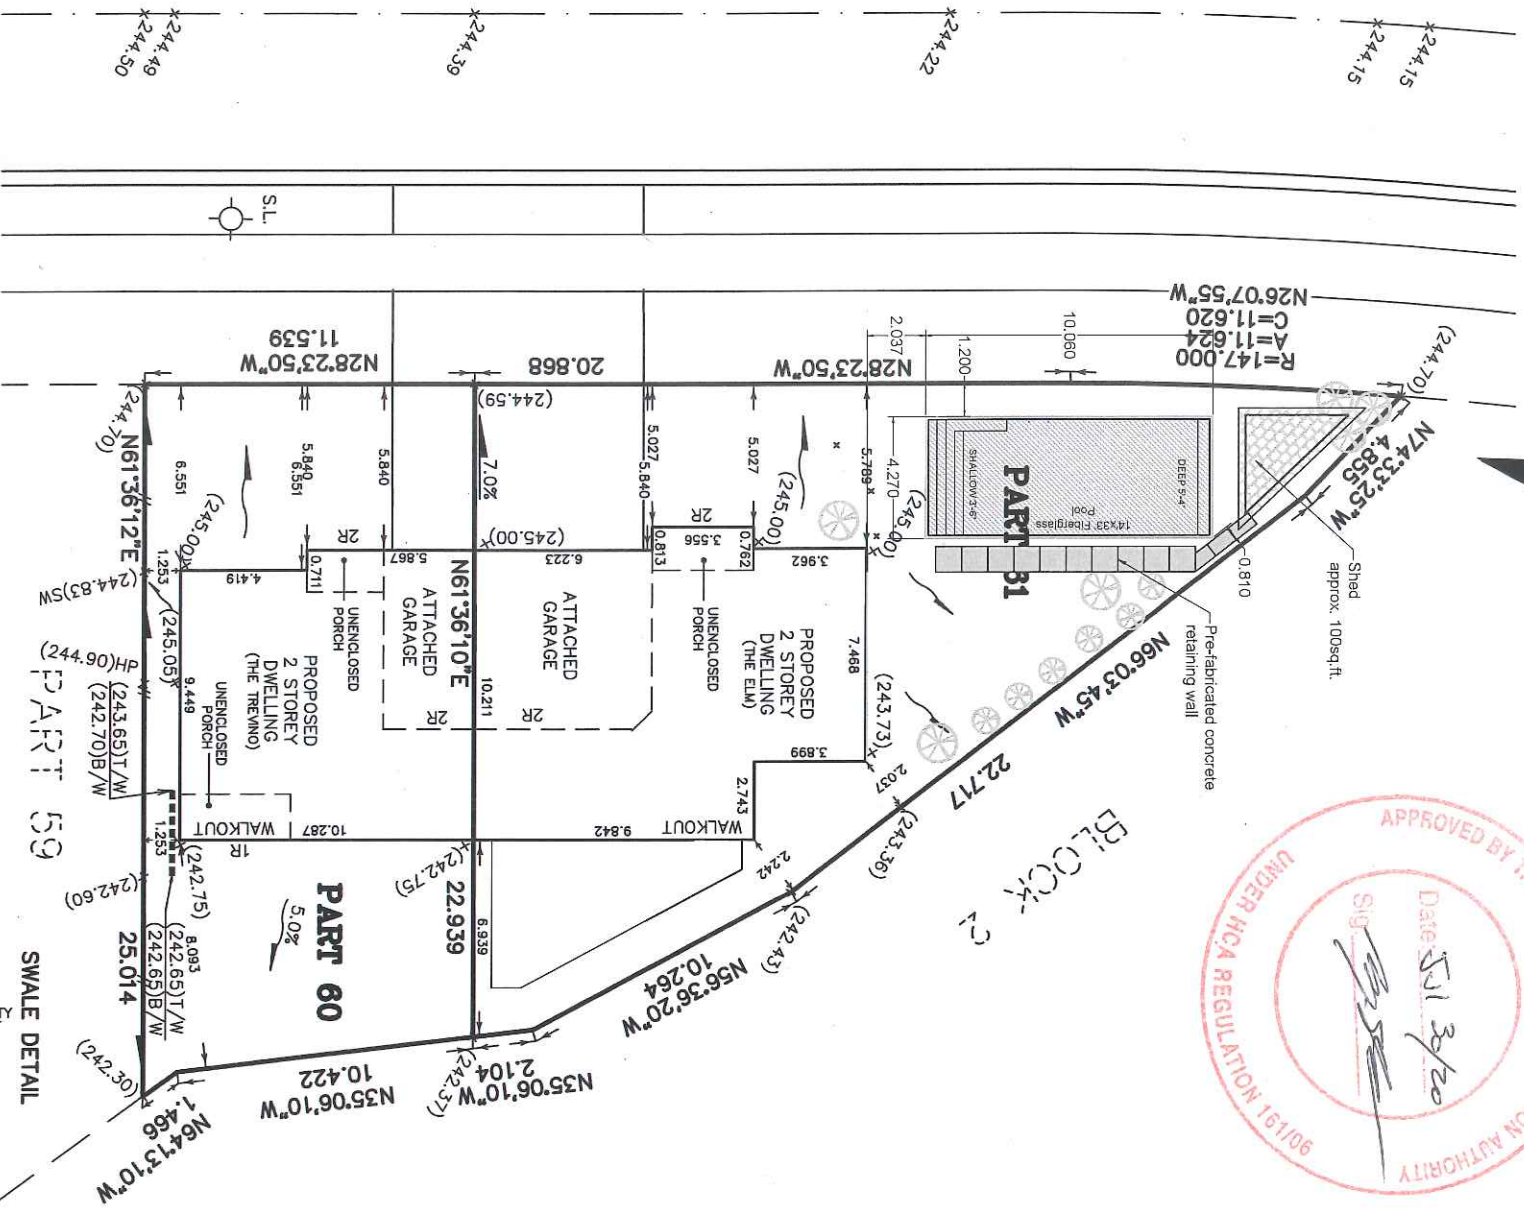 ×244.50
×244.49
×244.39
×244.22
×244.15
×244.15
S.L.
N28°23'50"W
11.539
20.868
N28°23'50"W
N26°07'55"W
C=11.620
A=11.624
R=147.000
(244.70)
(244.70)
(244.59)
2.037
1.200
10.060
N74°33'25"W
4.855
N61°36'12"E
6.551
5.840
6.551
5.840
7.0%
5.027
5.840
5.027
5.789
4.270
SHALLOW 3'-6"
DEEP 5'-4"
14'x33' Fiberglass
Pool
PART 61
(245.00)
(245.00)
(245.00)
(245.00)
2R
5.867
6.223
2R
3.556
0.813
0.762
3.962
0.810
Shed
approx. 100sq.ft.
Pre-fabricated concrete
retaining wall
1.253
(244.83)SW
4.419
0.711
UNENCLOSED
PORCH
ATTACHED
GARAGE
N61°36'10"E
ATTACHED
GARAGE
UNENCLOSED
PORCH
PROPOSED
2 STOREY
DWELLING
(THE ELM)
7.468
N66°03'45"W
22.717
(245.05)
(244.90)HP
9.449
PROPOSED
2 STOREY
DWELLING
(THE TREVINO)
UNENCLOSED
PORCH
2R
10.211
2R
(243.73)
3.899
2.037
2.743
(243.65)T/W
(242.70)B/W
PART 59
1.253
1R
WALKOUT
10.287
9.842
WALKOUT
2.242
(243.36)
BLOCK 2
(242.60)
(242.75)
(242.75)
22.939
6.939
(242.43)
PART 60
5.0%
8.093
(242.65)T/W
(242.65)B/W
25.014
N56°36'20"W
10.264
SWALE DETAIL
TY
(242.30)
(242.37)
2.104
N35°06'10"W
10.422
N35°06'10"W
1.466
N64°13'10"W
APPROVED BY
UNDER HCA REGULATION 161/06
ON AUTHORITY
Date: Jul 30/20
Sig.